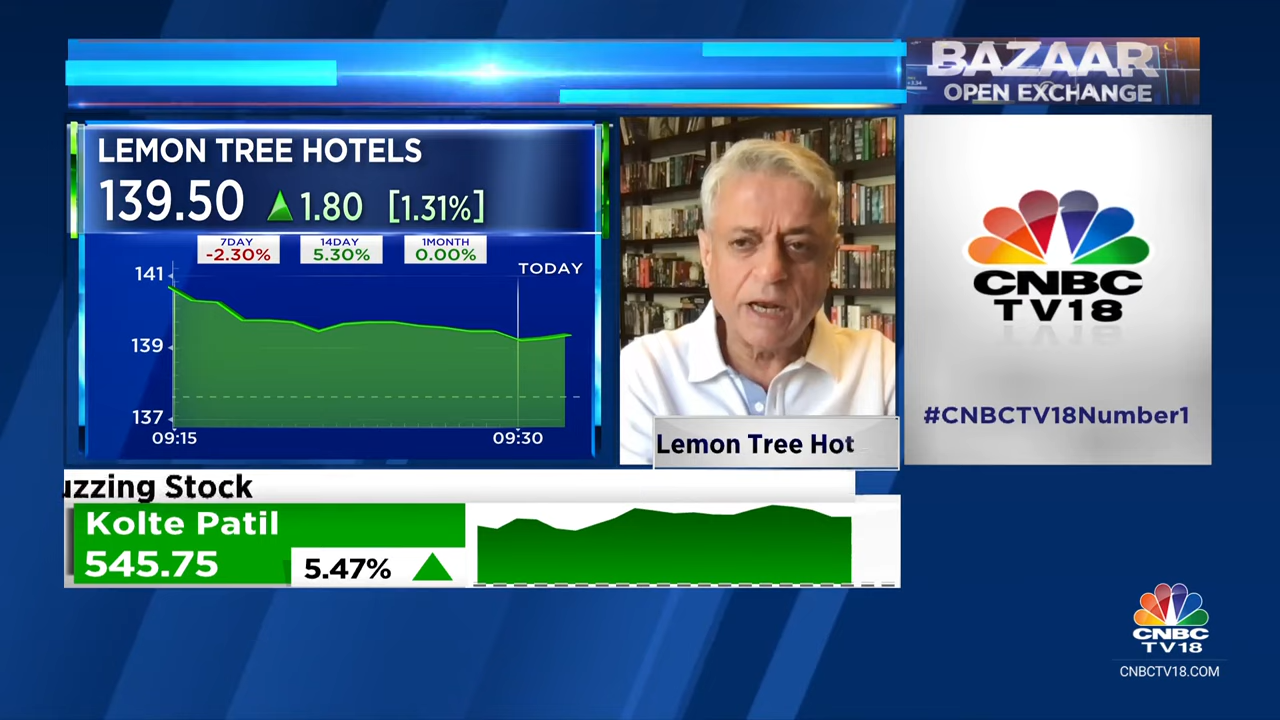 BAZAAR
OPEN EXCHANGE
LEMON TREE HOTELS
139.50 ▲ 1.80 [1.31%]
7DAY 14DAY 1MONTH
-2.30% 5.30% 0.00%
TODAY
141
139
137
09:15 09:30
Lemon Tree Hot
CNBC
TV18
#CNBCTV18Number1
uzzing Stock
Kolte Patil
545.75
5.47%
CNBC
TV18
CNBCTV18.COM